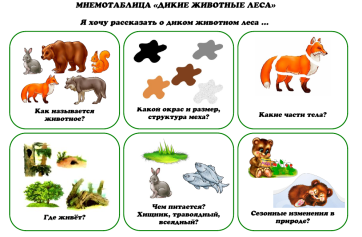 МНЕМОТАБЛИЦА «ДИКИЕ ЖИВОТНЫЕ ЛЕСА»
Я хочу рассказать о диком животном леса ...
Как называется
животное?
Какой окрас и размер,
структура меха?
Какие части тела?
Где живёт?
Чем питается?
Хищник, травоядный,
всеядный?
Сезонные изменения в
природе?